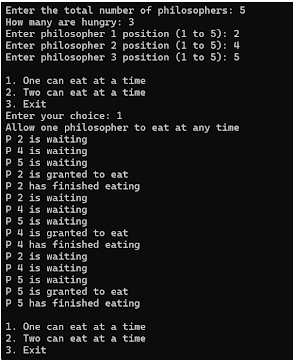 Enter the total number of philosophers: 5
How many are hungry: 3
Enter philosopher 1 position (1 to 5): 2
Enter philosopher 2 position (1 to 5): 4
Enter philosopher 3 position (1 to 5): 5
1. One can eat at a time
2. Two can eat at a time
3. Exit
Enter your choice: 1
Allow one philosopher to eat at any time
P 2 is waiting
P 4 is waiting
P 5 is waiting
P 2 is granted to eat
P 2 has finished eating
P 2 is waiting
P 4 is waiting
P 5 is waiting
P 4 is granted to eat
P 4 has finished eating
P 2 is waiting
P 4 is waiting
P 5 is waiting
P 5 is granted to eat
P 5 has finished eating
1. One can eat at a time
2. Two can eat at a time
3. Exit